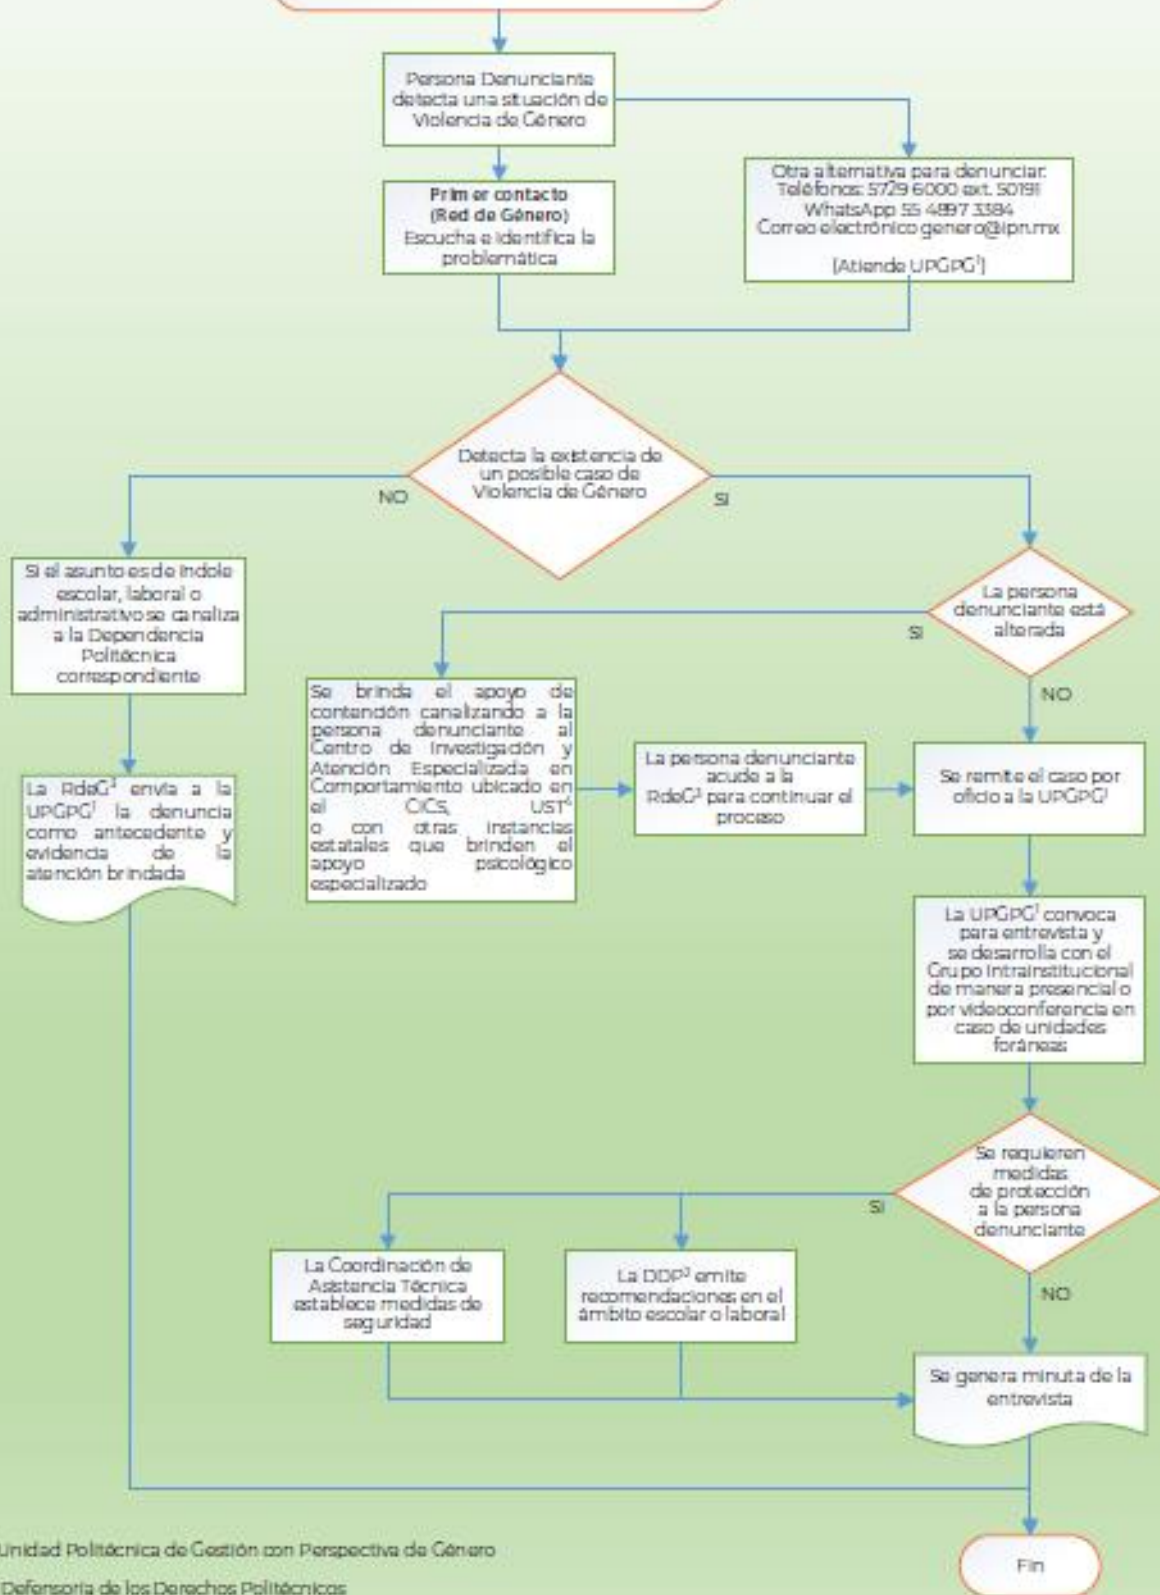 Persona Denunciante
detecta una situación de
Violencia de Género
Primer contacto
(Red de Género)
Escucha e identifica la
problemática
Otra alternativa para denunciar:
Teléfonos: 5729 6000 ext. 50191
WhatsApp 55 4897 3384
Correo electrónico genero@ipn.mx
(Atiende UPGPG¹)
Detecta la existencia de
un posible caso de
Violencia de Género
NO
SI
Si el asunto es de índole
escolar, laboral o
administrativo se canaliza
a la Dependencia
Politécnica
correspondiente
La persona
denunciante está
alterada
SI
NO
Se brinda el apoyo de
contención canalizando a la
persona denunciante al
Centro de Investigación y
Atención Especializada en
Comportamiento ubicado en
el CICS, UST⁴
o con otras instancias
estatales que brinden el
apoyo psicológico
especializado
La persona denunciante
acude a la
RdeG² para continuar el
proceso
Se remite el caso por
oficio a la UPGPG¹
La RdeG² envía a la
UPGPG¹ la denuncia
como antecedente y
evidencia de la
atención brindada
La UPGPG¹ convoca
para entrevista y
se desarrolla con el
Grupo Intrainstitucional
de manera presencial o
por videoconferencia en
caso de unidades
foráneas
Se requieren
medidas
de protección
a la persona
denunciante
SI
NO
La Coordinación de
Asistencia Técnica
establece medidas de
seguridad
La DDP³ emite
recomendaciones en el
ámbito escolar o laboral
Se genera minuta de la
entrevista
Unidad Politécnica de Gestión con Perspectiva de Género
Defensoría de los Derechos Politécnicos
Fin